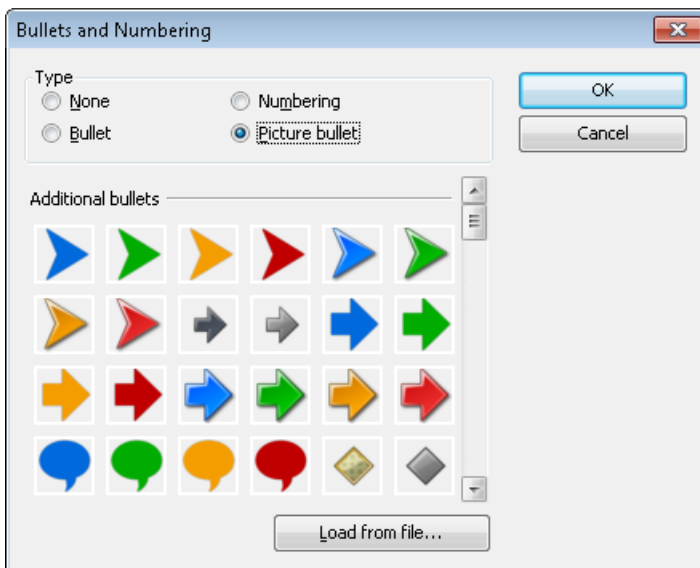 Bullets and Numbering
Type
None
Numbering
Bullet
Picture bullet
OK
Cancel
Additional bullets
Load from file...